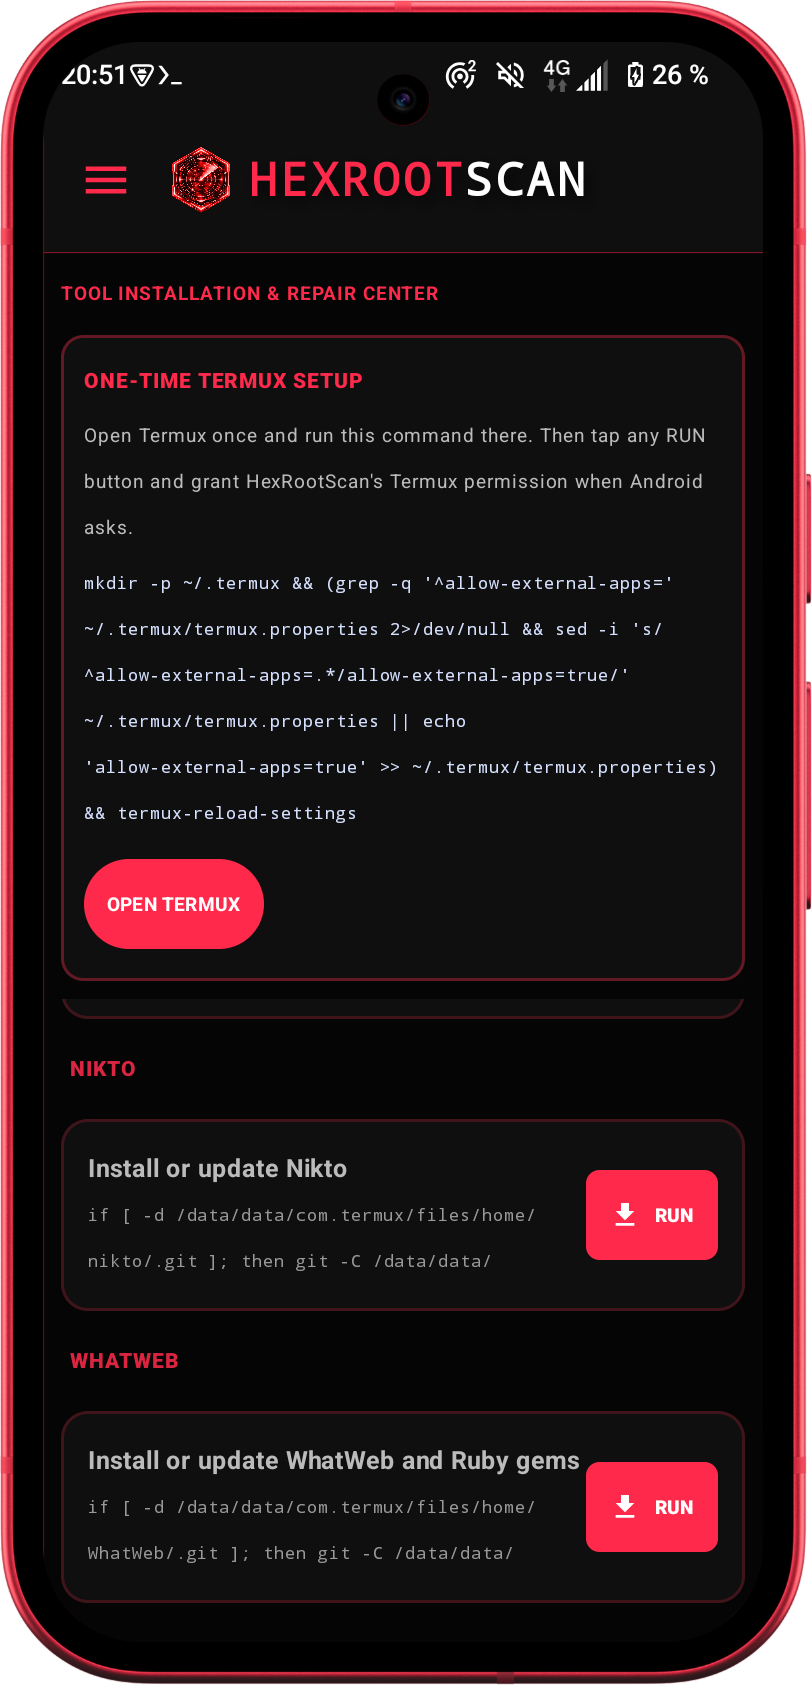 20:51
2
4G
26 %
HEXROOTSCAN
TOOL INSTALLATION & REPAIR CENTER
ONE-TIME TERMUX SETUP
Open Termux once and run this command there. Then tap any RUN
button and grant HexRootScan's Termux permission when Android
asks.
mkdir -p ~/.termux && (grep -q '^allow-external-apps='
~/.termux/termux.properties 2>/dev/null && sed -i 's/
^allow-external-apps=.*/allow-external-apps=true/'
~/.termux/termux.properties || echo
'allow-external-apps=true' >> ~/.termux/termux.properties)
&& termux-reload-settings
OPEN TERMUX
NIKTO
Install or update Nikto
if [ -d /data/data/com.termux/files/home/
nikto/.git ]; then git -C /data/data/
RUN
WHATWEB
Install or update WhatWeb and Ruby gems
if [ -d /data/data/com.termux/files/home/
WhatWeb/.git ]; then git -C /data/data/
RUN